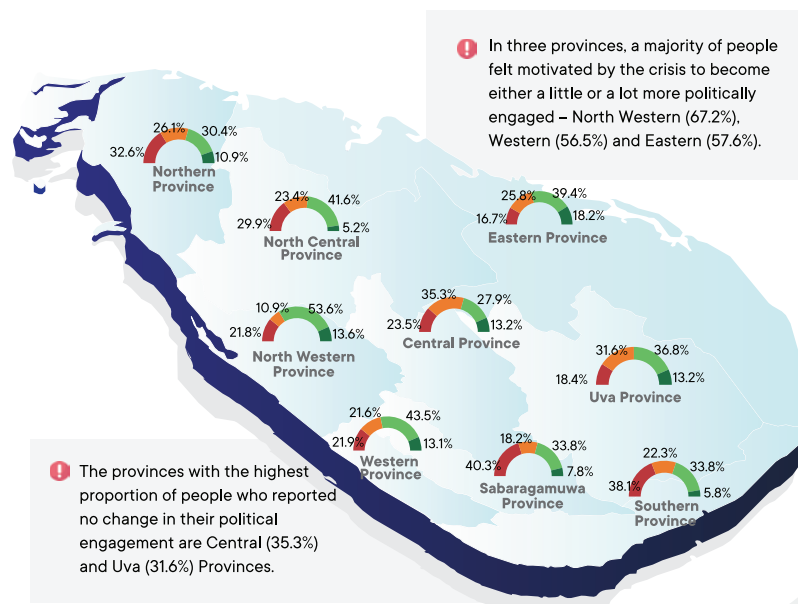 In three provinces, a majority of people
felt motivated by the crisis to become
either a little or a lot more politically
engaged – North Western (67.2%),
Western (56.5%) and Eastern (57.6%).
26.1%
30.4%
32.6%
10.9%
Northern
Province
23.4%
41.6%
29.9%
5.2%
North Central
Province
25.8%
39.4%
16.7%
18.2%
Eastern Province
10.9%
53.6%
21.8%
13.6%
North Western
Province
35.3%
27.9%
23.5%
13.2%
Central Province
31.6%
36.8%
18.4%
13.2%
Uva Province
21.6%
43.5%
21.9%
13.1%
Western
Province
18.2%
33.8%
40.3%
7.8%
Sabaragamuwa
Province
22.3%
33.8%
38.1%
5.8%
Southern
Province
The provinces with the highest
proportion of people who reported
no change in their political
engagement are Central (35.3%)
and Uva (31.6%) Provinces.